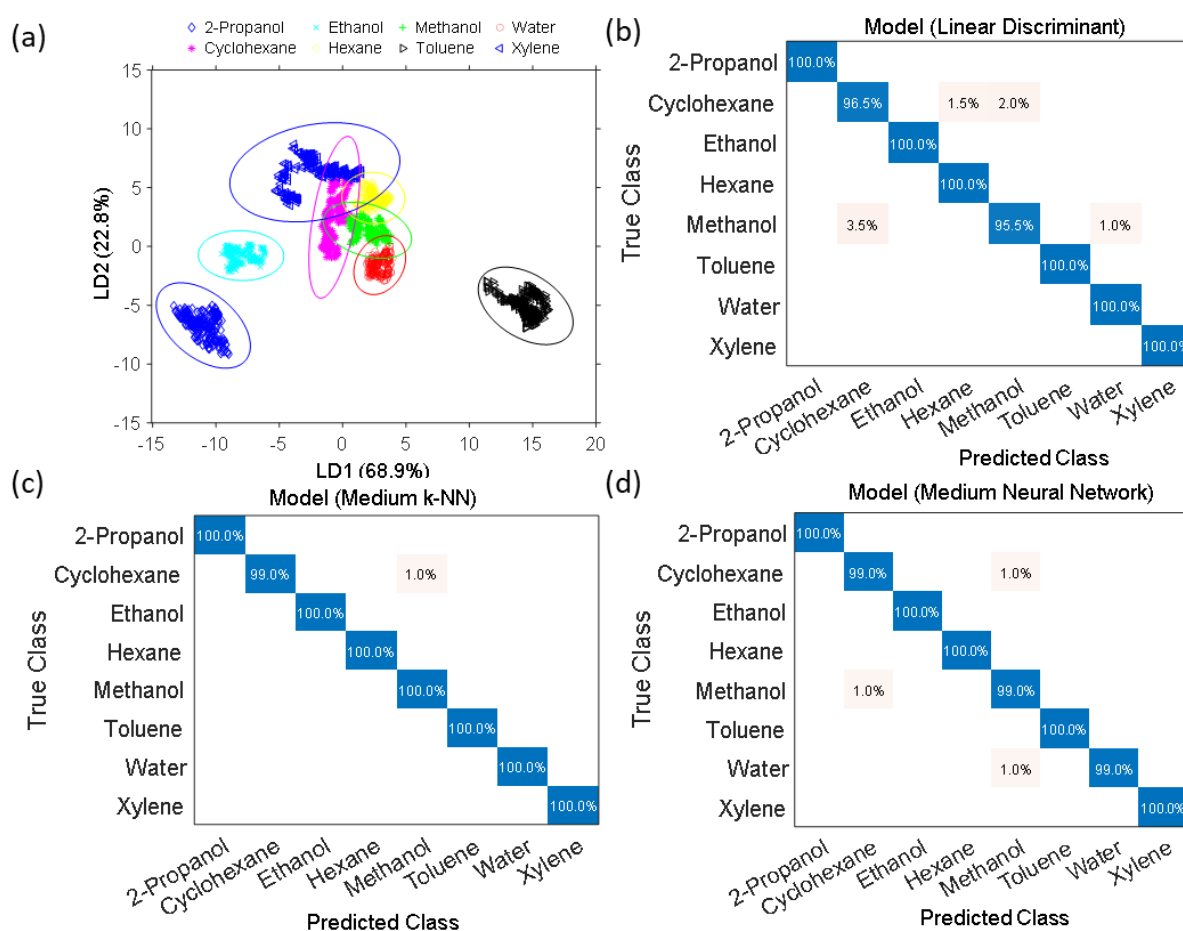 (a)
2-Propanol Ethanol Methanol Water
Cyclohexane Hexane Toluene Xylene
15
10
5
0
-5
-10
-15
LD2 (22.8%)
-15 -10 -5 0 5 10 15 20
LD1 (68.9%)
(b)
Model (Linear Discriminant)
True Class
2-Propanol 100.0%
Cyclohexane 96.5% 1.5% 2.0%
Ethanol 100.0%
Hexane 100.0%
Methanol 3.5% 95.5% 1.0%
Toluene 100.0%
Water 100.0%
Xylene 100.0%
2-Propanol Cyclohexane Ethanol Hexane Methanol Toluene Water Xylene
Predicted Class
(c)
Model (Medium k-NN)
True Class
2-Propanol 100.0%
Cyclohexane 99.0% 1.0%
Ethanol 100.0%
Hexane 100.0%
Methanol 100.0%
Toluene 100.0%
Water 100.0%
Xylene 100.0%
2-Propanol Cyclohexane Ethanol Hexane Methanol Toluene Water Xylene
Predicted Class
(d)
Model (Medium Neural Network)
True Class
2-Propanol 100.0%
Cyclohexane 99.0% 1.0%
Ethanol 100.0%
Hexane 100.0%
Methanol 1.0% 99.0%
Toluene 100.0%
Water 1.0% 99.0%
Xylene 100.0%
2-Propanol Cyclohexane Ethanol Hexane Methanol Toluene Water Xylene
Predicted Class